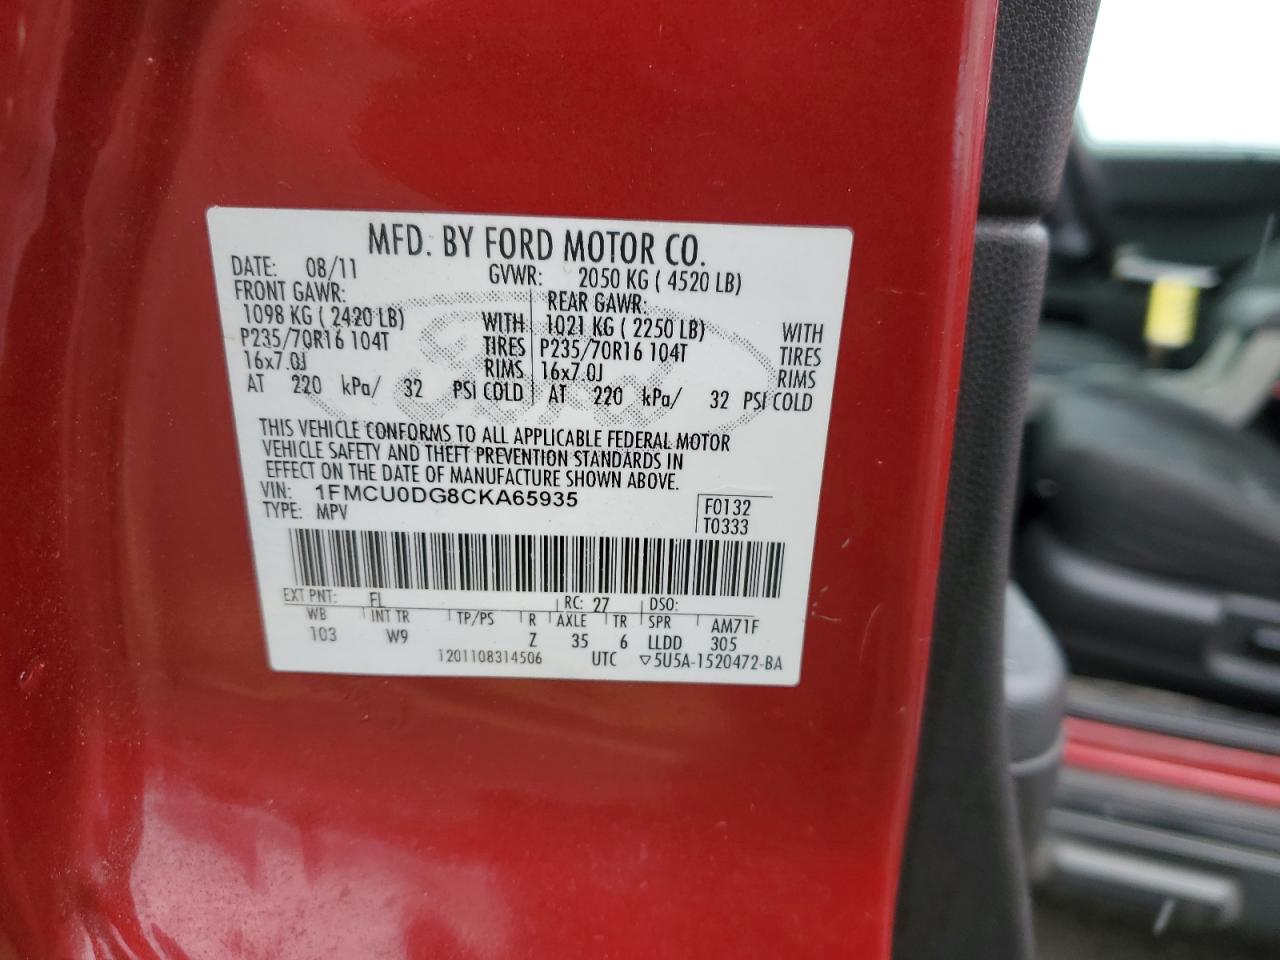 MFD. BY FORD MOTOR CO.
DATE: 08/11 GVWR: 2050 KG ( 4520 LB)
FRONT GAWR: REAR GAWR:
1098 KG ( 2420 LB) WITH 1021 KG ( 2250 LB) WITH
P235/70R16 104T TIRES P235/70R16 104T TIRES
16x7.0J RIMS 16x7.0J RIMS
AT 220 kPa/ 32 PSI COLD AT 220 kPa/ 32 PSI COLD
THIS VEHICLE CONFORMS TO ALL APPLICABLE FEDERAL MOTOR
VEHICLE SAFETY AND THEFT PREVENTION STANDARDS IN
EFFECT ON THE DATE OF MANUFACTURE SHOWN ABOVE.
VIN: 1FMCU0DG8CKA65935 F0132
TYPE: MPV T0333
EXT PNT: FL RC: 27 DSO:
WB INT TR TP/PS R AXLE TR SPR AM71F
103 W9 Z 35 6 LLDD 305
1201108314506 UTC ▽5U5A-1520472-BA
Ford